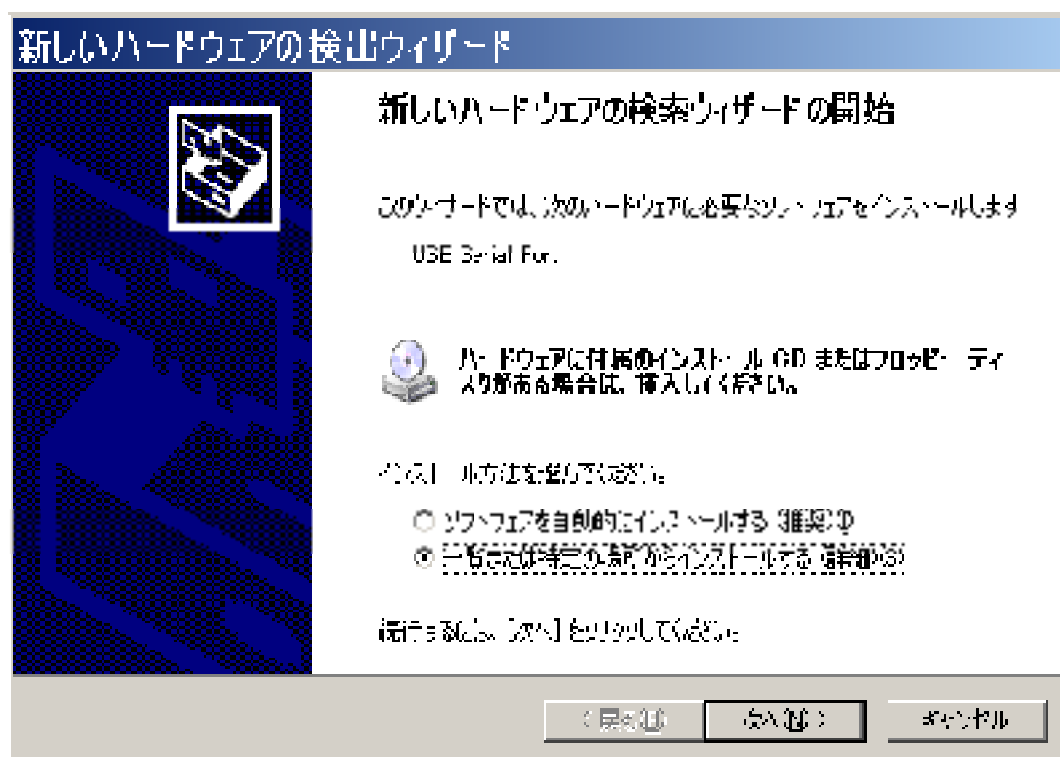 新しいハードウェアの検出ウィザード
新しいハードウェアの検索ウィザードの開始
このウィザードでは、次のハードウェアに必要なソフトウェアをインストールします
USB Serial Port
ハードウェアに付属のインストール CD またはフロッピー ディ
スクがある場合は、挿入してください。
インストール方法を選んでください。
ソフトウェアを自動的にインストールする (推奨)(I)
一覧または特定の場所からインストールする (詳細)(S)
続行するには、[次へ] をクリックしてください。
< 戻る(B)
次へ(N) >
キャンセル